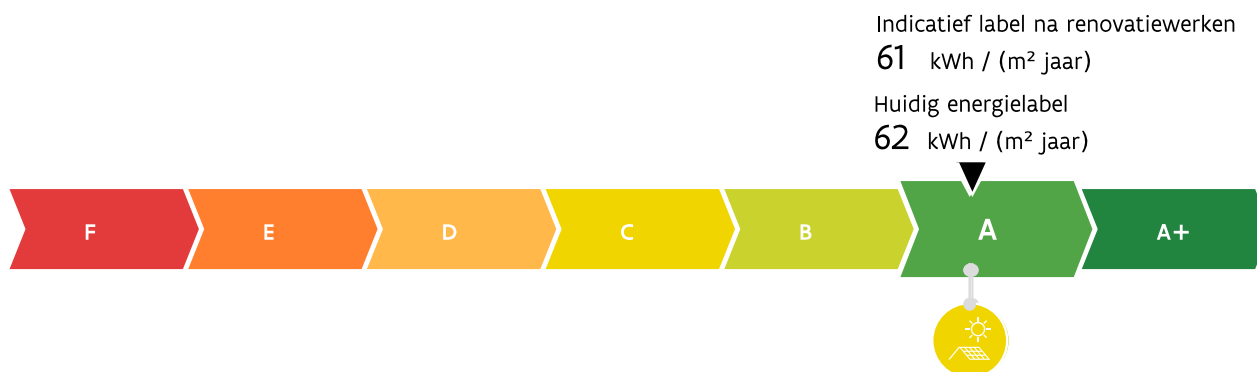 Indicatief label na renovatiewerken
61 kWh / (m² jaar)
Huidig energielabel
62 kWh / (m² jaar)
F E D C B A A+